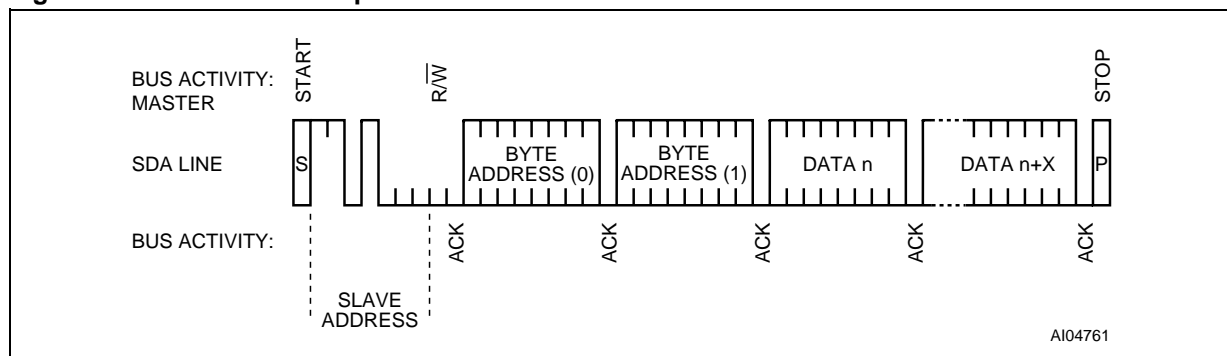 BUS ACTIVITY:
MASTER
START
R/W
STOP
SDA LINE
S
BYTE
ADDRESS (0)
BYTE
ADDRESS (1)
DATA n
DATA n+X
P
BUS ACTIVITY:
ACK
ACK
ACK
ACK
ACK
SLAVE
ADDRESS
AI04761